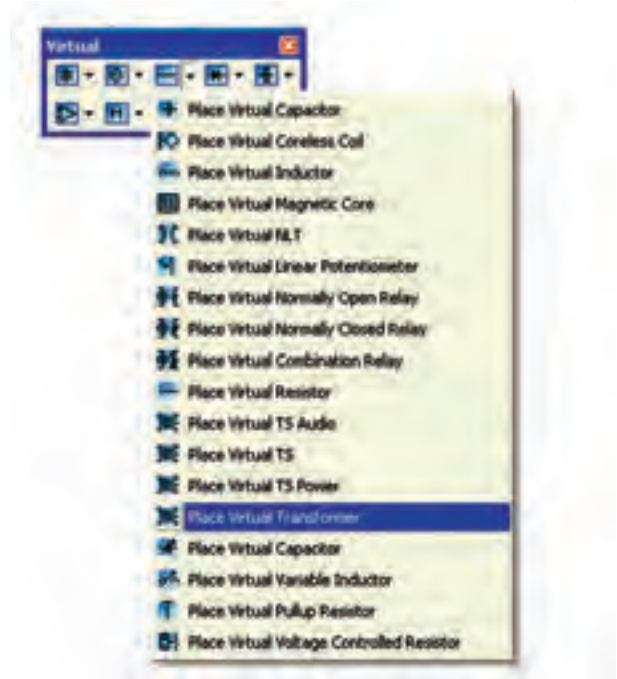 Virtual
Place Virtual Capacitor
Place Virtual Coreless Coil
Place Virtual Inductor
Place Virtual Magnetic Core
Place Virtual NLT
Place Virtual Linear Potentiometer
Place Virtual Normally Open Relay
Place Virtual Normally Closed Relay
Place Virtual Combination Relay
Place Virtual Resistor
Place Virtual TS Audio
Place Virtual TS
Place Virtual TS Power
Place Virtual Transformer
Place Virtual Capacitor
Place Virtual Variable Inductor
Place Virtual Pullup Resistor
Place Virtual Voltage Controlled Resistor